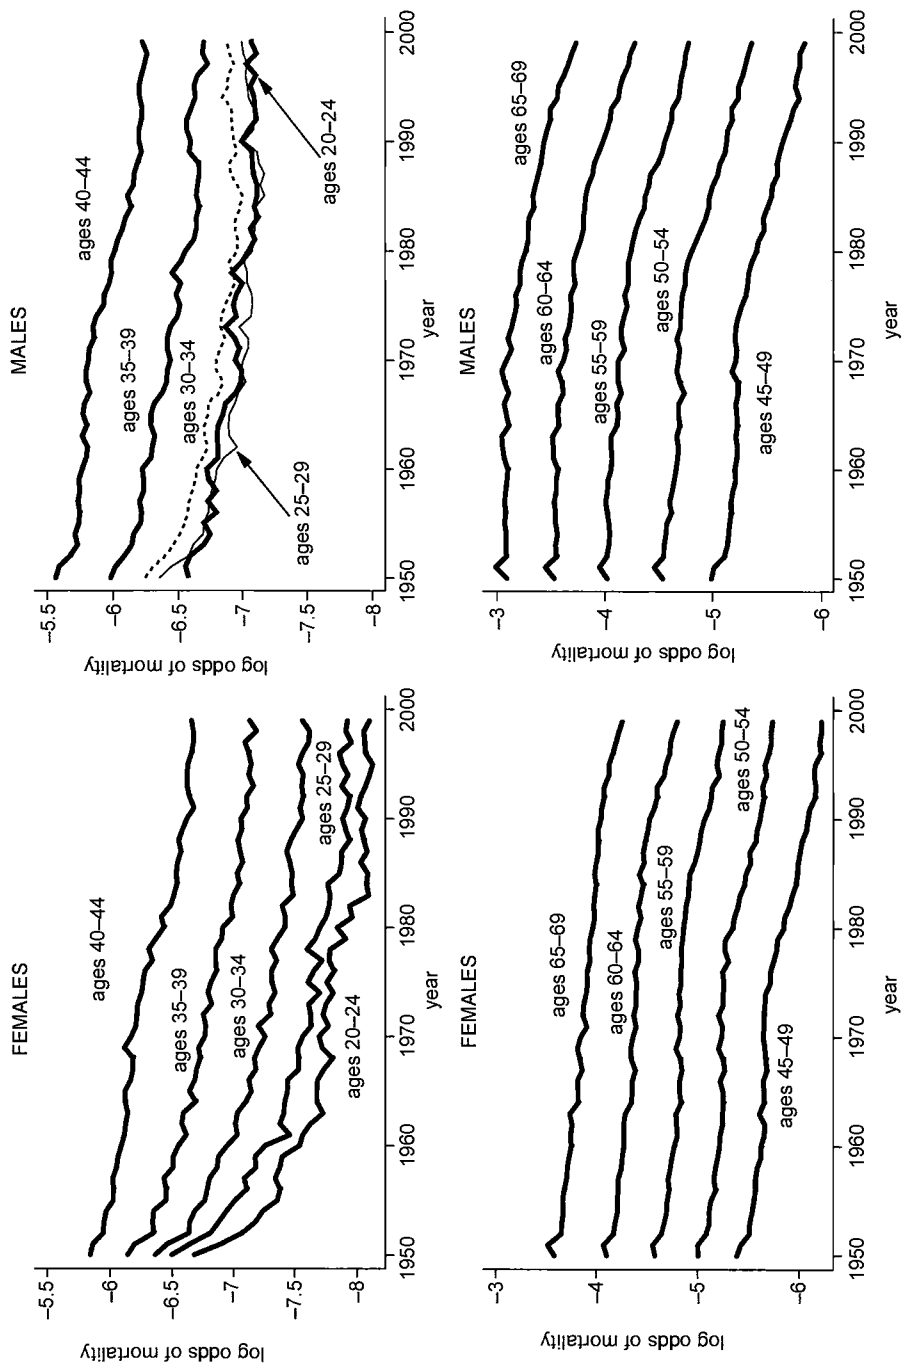 FEMALES
log odds of mortality
–5.5
–6
–6.5
–7
–7.5
–8
ages 40–44
ages 35–39
ages 30–34
ages 25–29
ages 20–24
1950
1960
1970
1980
1990
2000
year
MALES
log odds of mortality
–5.5
–6
–6.5
–7
–7.5
–8
ages 40–44
ages 35–39
ages 30–34
ages 25–29
ages 20–24
1950
1960
1970
1980
1990
2000
year
FEMALES
log odds of mortality
–3
–4
–5
–6
ages 65–69
ages 60–64
ages 55–59
ages 50–54
ages 45–49
1950
1960
1970
1980
1990
2000
year
MALES
log odds of mortality
–3
–4
–5
–6
ages 65–69
ages 60–64
ages 55–59
ages 50–54
ages 45–49
1950
1960
1970
1980
1990
2000
year